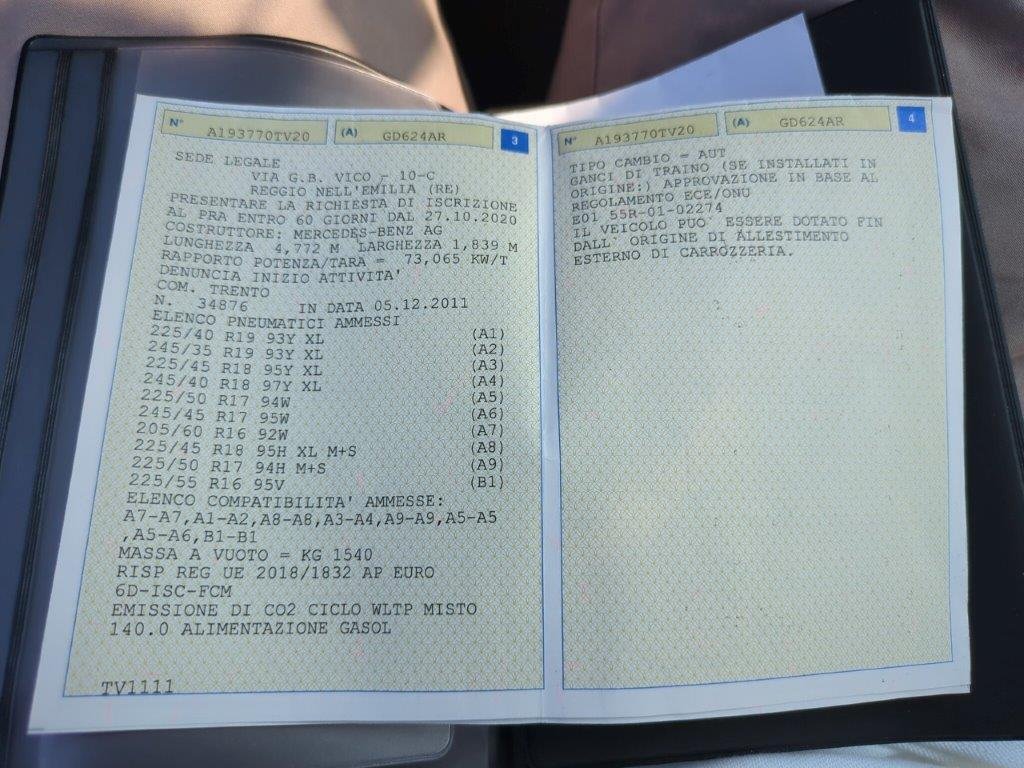 N° A193770TV20 (A) GD624AR 3
SEDE LEGALE
VIA G.B. VICO - 10-C
REGGIO NELL'EMILIA (RE)
PRESENTARE LA RICHIESTA DI ISCRIZIONE
AL PRA ENTRO 60 GIORNI DAL 27.10.2020
COSTRUTTORE: MERCEDES-BENZ AG
LUNGHEZZA 4,772 M LARGHEZZA 1,839 M
RAPPORTO POTENZA/TARA = 73,065 KW/T
DENUNCIA INIZIO ATTIVITA'
COM. TRENTO
N. 34876 IN DATA 05.12.2011
ELENCO PNEUMATICI AMMESSI
225/40 R19 93Y XL (A1)
245/35 R19 93Y XL (A2)
225/45 R18 95Y XL (A3)
245/40 R18 97Y XL (A4)
225/50 R17 94W (A5)
245/45 R17 95W (A6)
205/60 R16 92W (A7)
225/45 R18 95H XL M+S (A8)
225/50 R17 94H M+S (A9)
225/55 R16 95V (B1)
ELENCO COMPATIBILITA' AMMESSE:
A7-A7,A1-A2,A8-A8,A3-A4,A9-A9,A5-A5
,A5-A6,B1-B1
MASSA A VUOTO = KG 1540
RISP REG UE 2018/1832 AP EURO
6D-ISC-FCM
EMISSIONE DI CO2 CICLO WLTP MISTO
140.0 ALIMENTAZIONE GASOL
TV1111
N° A193770TV20 (A) GD624AR 4
TIPO CAMBIO = AUT
GANCI DI TRAINO (SE INSTALLATI IN
ORIGINE:) APPROVAZIONE IN BASE AL
REGOLAMENTO ECE/ONU
E01 55R-01-02274
IL VEICOLO PUO' ESSERE DOTATO FIN
DALL' ORIGINE DI ALLESTIMENTO
ESTERNO DI CARROZZERIA.